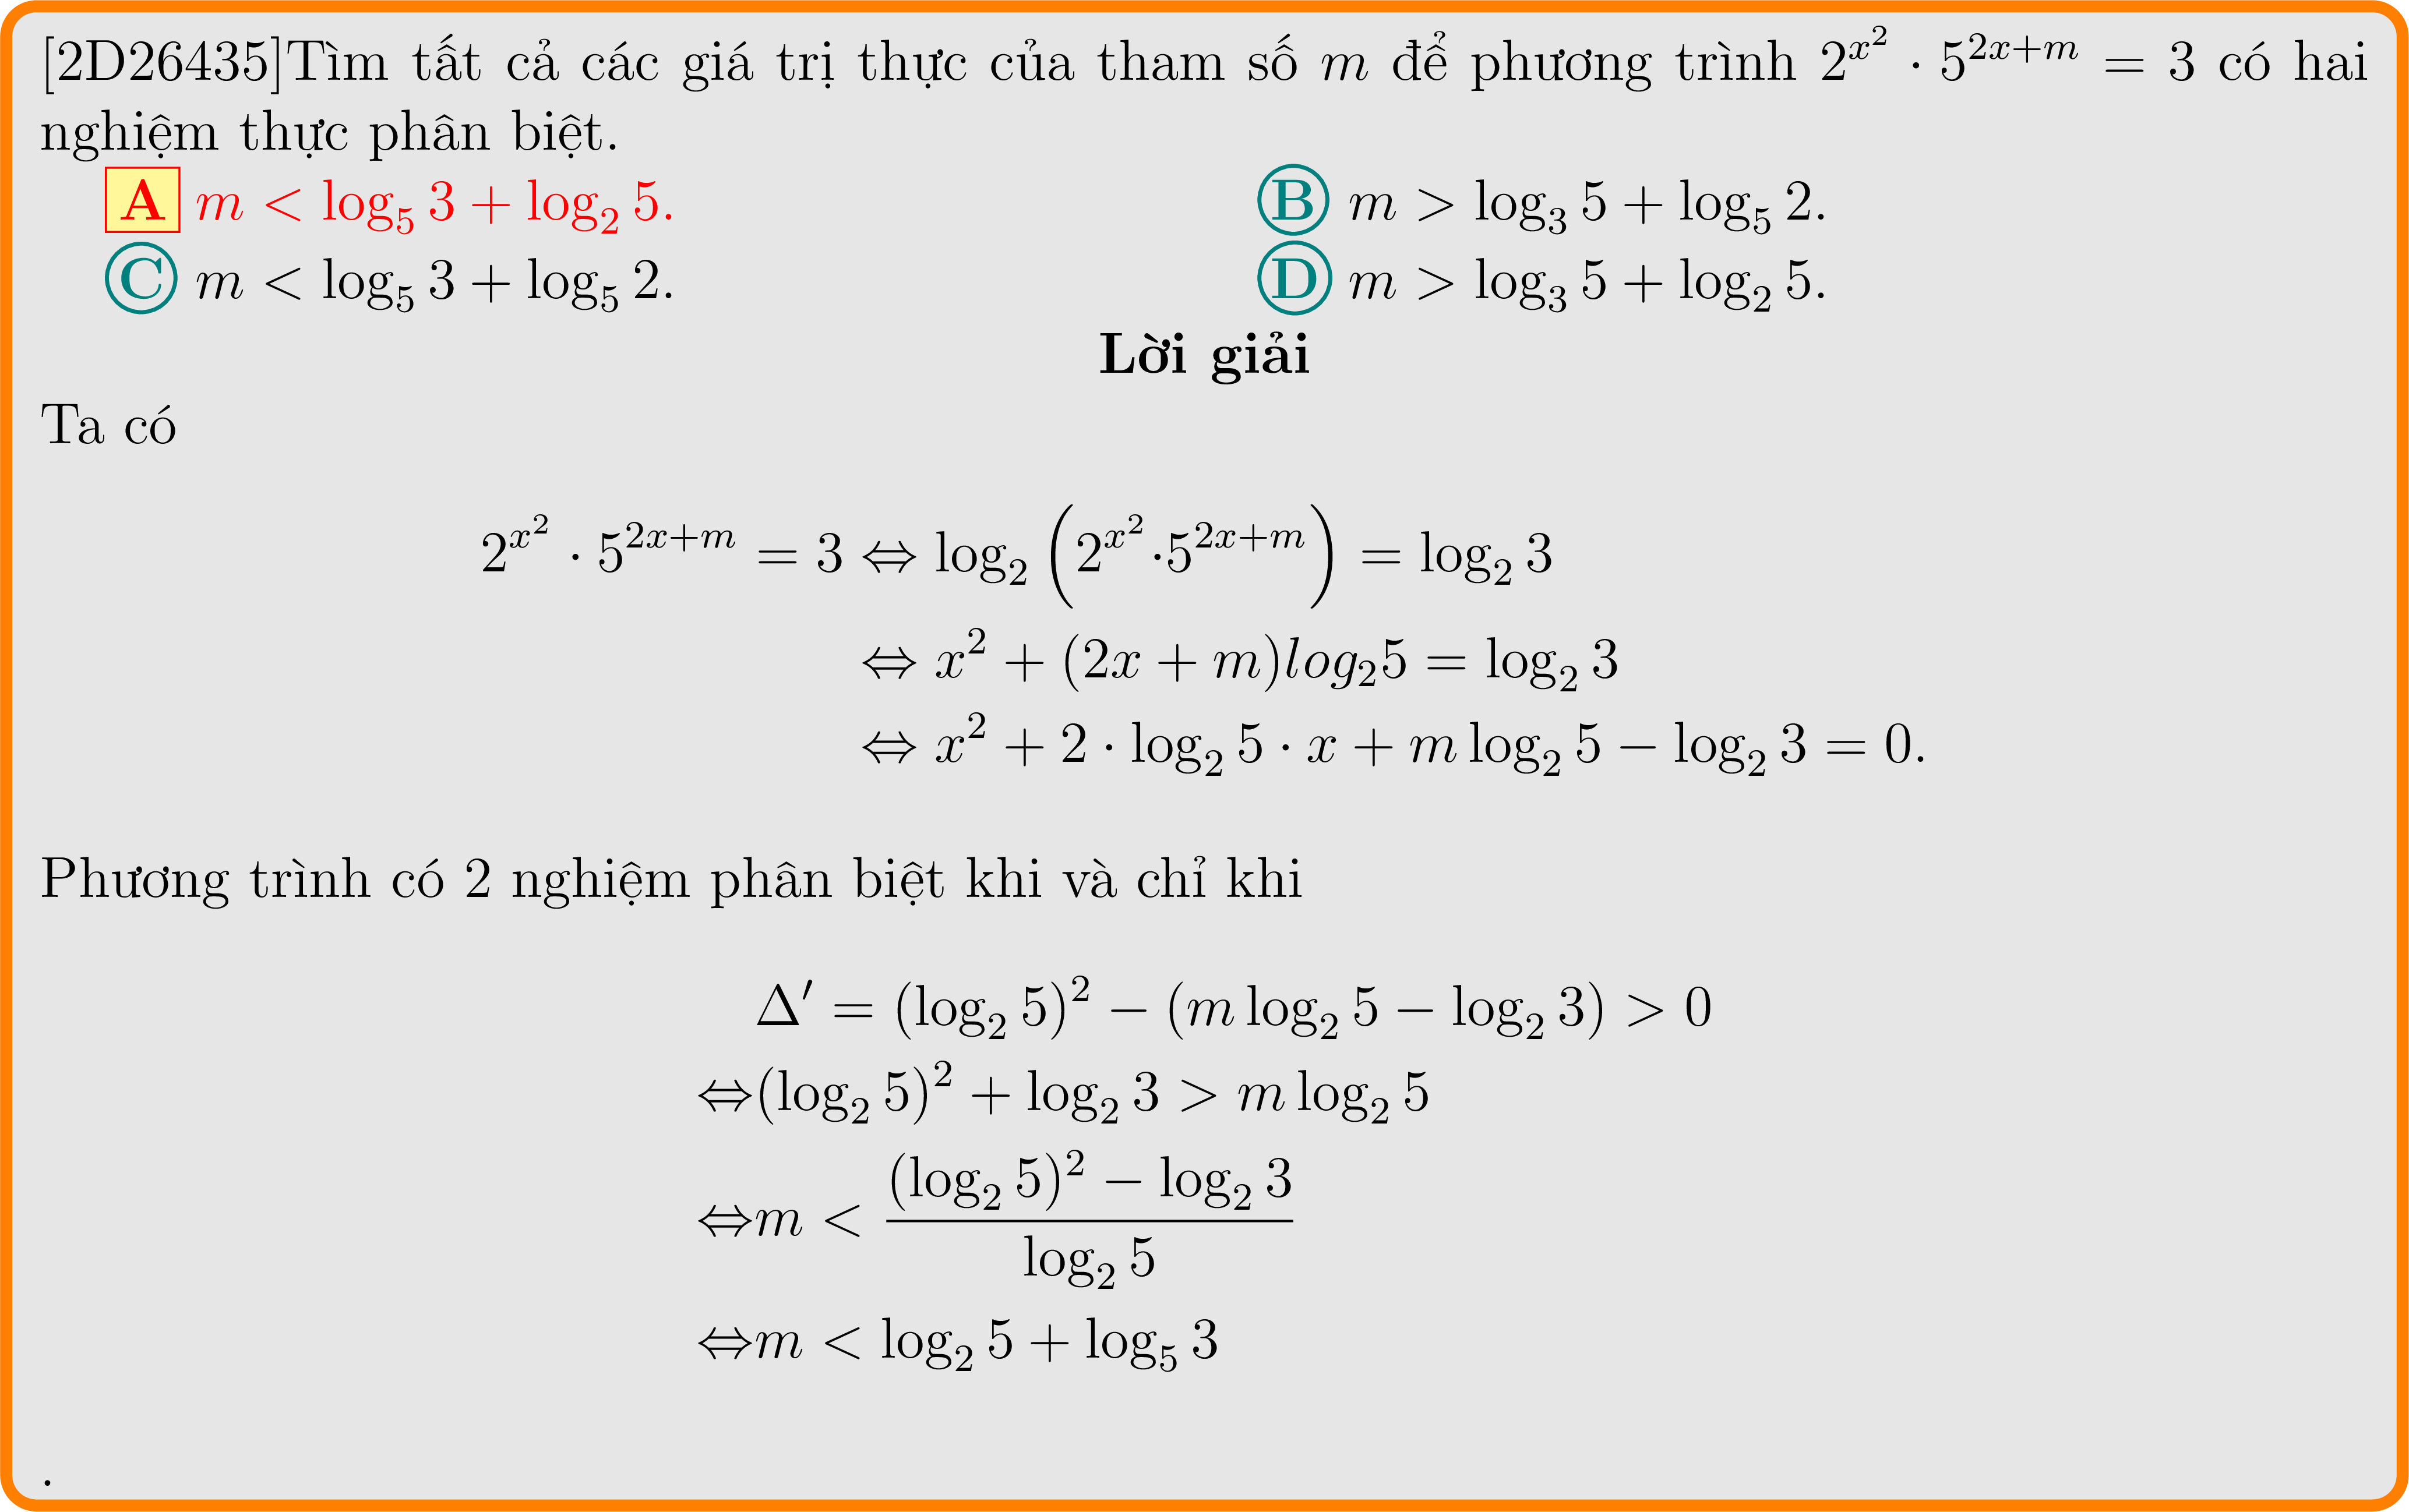 [2D26435]Tìm tất cả các giá trị thực của tham số $m$ để phương trình $2^{x^2} \cdot 5^{2x+m} = 3$ có hai
nghiệm thực phân biệt.
A $m < \log_5 3 + \log_2 5.$ B $m > \log_3 5 + \log_5 2.$
C $m < \log_5 3 + \log_5 2.$ D $m > \log_3 5 + \log_2 5.$
Lời giải
Ta có
$2^{x^2} \cdot 5^{2x+m} = 3 \Leftrightarrow \log_2 \left(2^{x^2} \cdot 5^{2x+m}\right) = \log_2 3$
$\Leftrightarrow x^2 + (2x + m)log_2 5 = \log_2 3$
$\Leftrightarrow x^2 + 2 \cdot \log_2 5 \cdot x + m \log_2 5 - \log_2 3 = 0.$
Phương trình có 2 nghiệm phân biệt khi và chỉ khi
$\Delta' = (\log_2 5)^2 - (m \log_2 5 - \log_2 3) > 0$
$\Leftrightarrow (\log_2 5)^2 + \log_2 3 > m \log_2 5$
$\Leftrightarrow m < \frac{(\log_2 5)^2 - \log_2 3}{\log_2 5}$
$\Leftrightarrow m < \log_2 5 + \log_5 3$
.